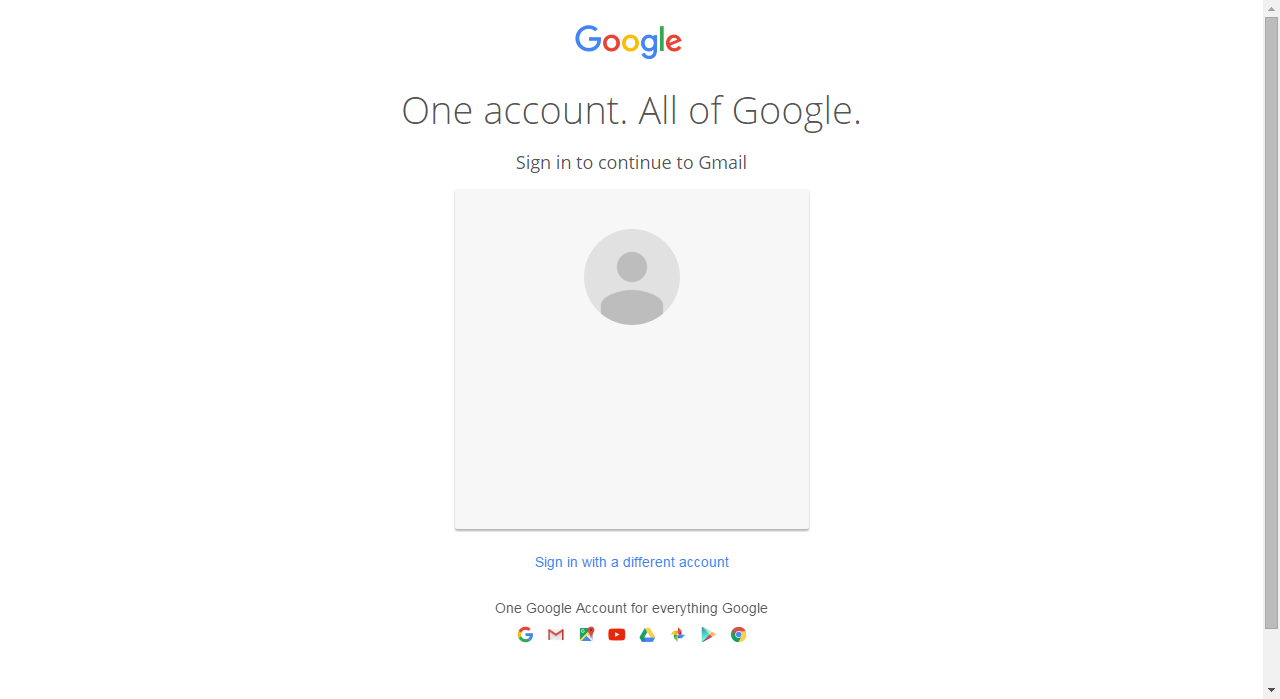 Google
One account. All of Google.
Sign in to continue to Gmail
Sign in with a different account
One Google Account for everything Google